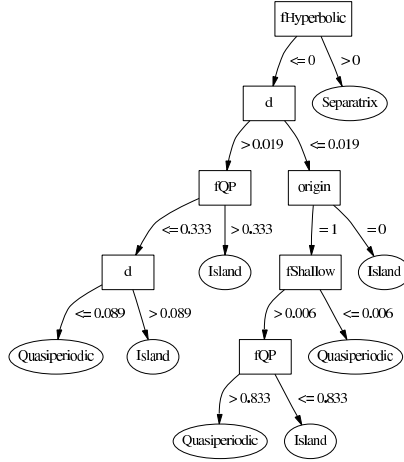 fHyperbolic
<= 0
> 0
d
Separatrix
> 0.019
<= 0.019
fQP
origin
<= 0.333
> 0.333
= 1
= 0
d
Island
fShallow
Island
<= 0.089
> 0.089
> 0.006
<= 0.006
Quasiperiodic
Island
fQP
Quasiperiodic
> 0.833
<= 0.833
Quasiperiodic
Island